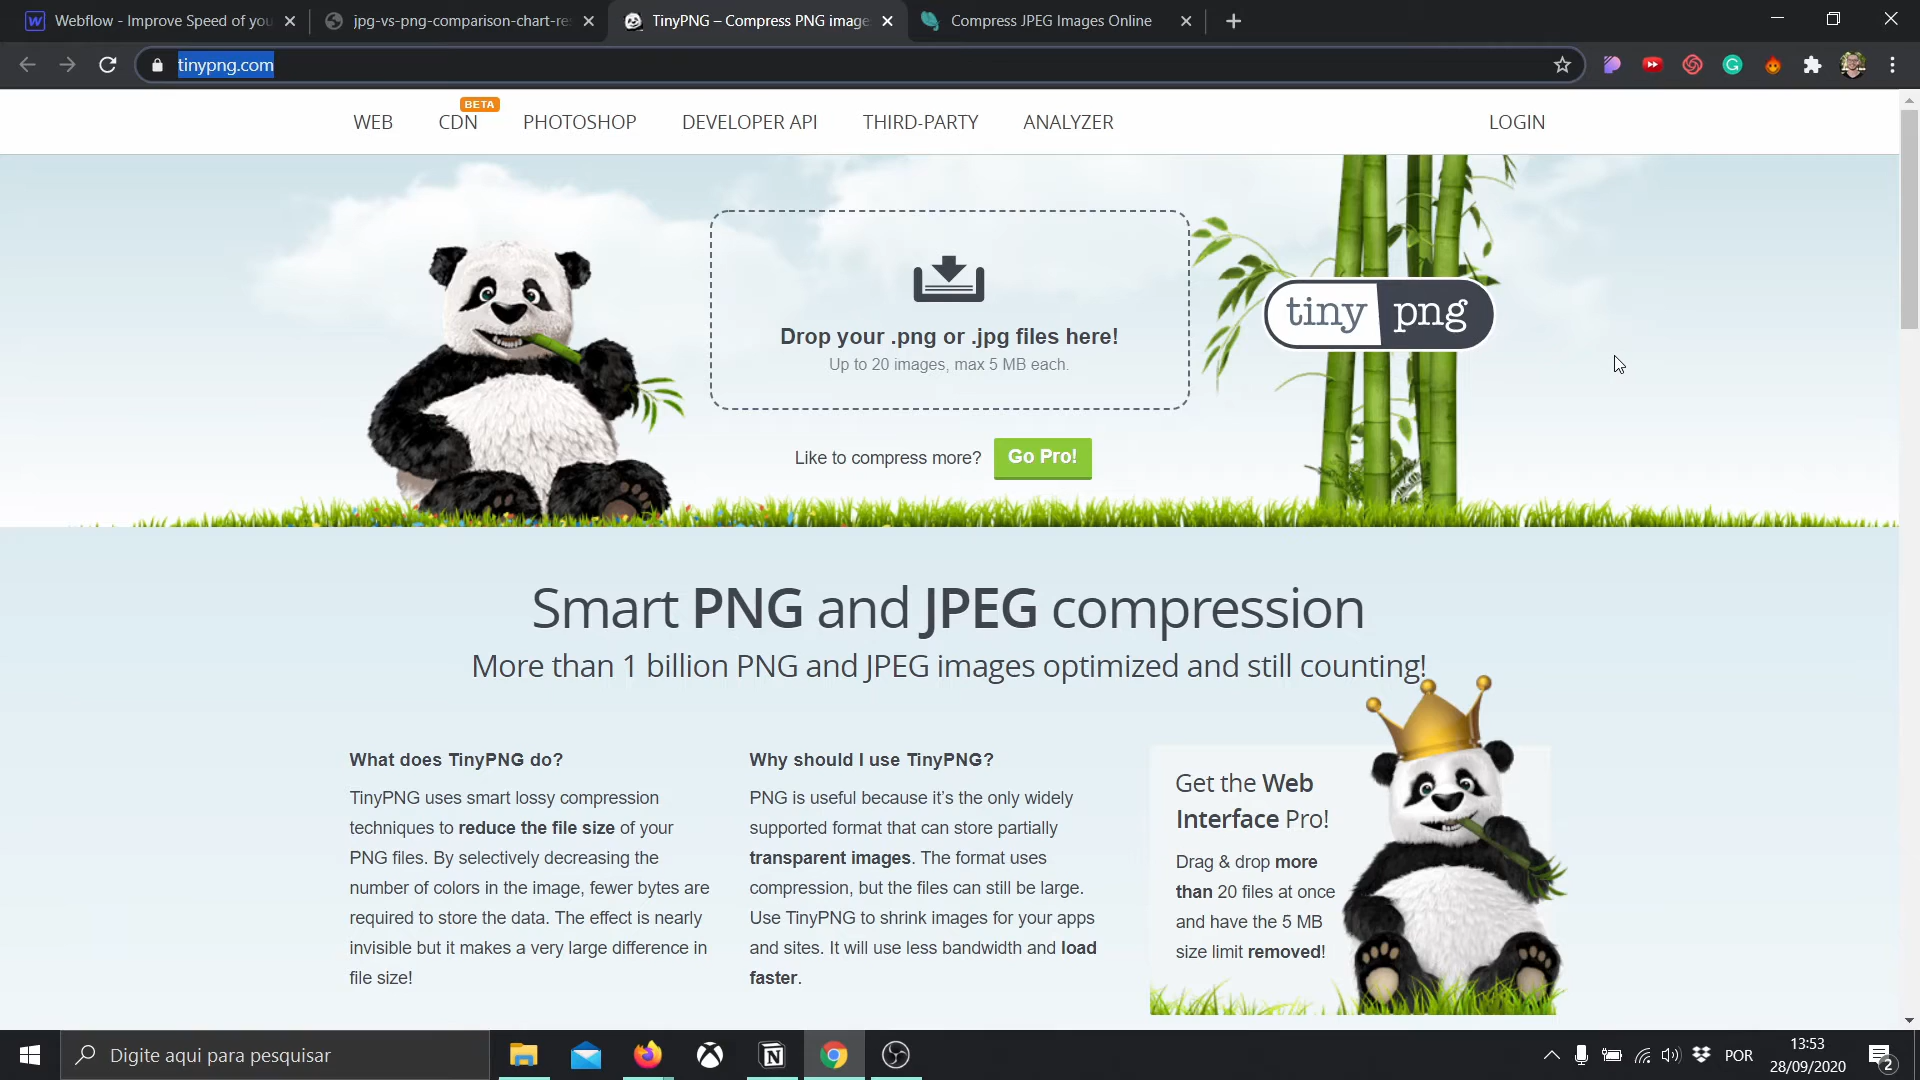 Webflow - Improve Speed of you
jpg-vs-png-comparison-chart-re
TinyPNG – Compress PNG image
Compress JPEG Images Online
tinypng.com
WEB
CDN
BETA
PHOTOSHOP
DEVELOPER API
THIRD-PARTY
ANALYZER
LOGIN
Drop your .png or .jpg files here!
Up to 20 images, max 5 MB each.
Like to compress more?
Go Pro!
tiny png
Smart PNG and JPEG compression
More than 1 billion PNG and JPEG images optimized and still counting!
What does TinyPNG do?
TinyPNG uses smart lossy compression
techniques to reduce the file size of your
PNG files. By selectively decreasing the
number of colors in the image, fewer bytes are
required to store the data. The effect is nearly
invisible but it makes a very large difference in
file size!
Why should I use TinyPNG?
PNG is useful because it’s the only widely
supported format that can store partially
transparent images. The format uses
compression, but the files can still be large.
Use TinyPNG to shrink images for your apps
and sites. It will use less bandwidth and load
faster.
Get the Web
Interface Pro!
Drag & drop more
than 20 files at once
and have the 5 MB
size limit removed!
Digite aqui para pesquisar
POR
13:53
28/09/2020
2